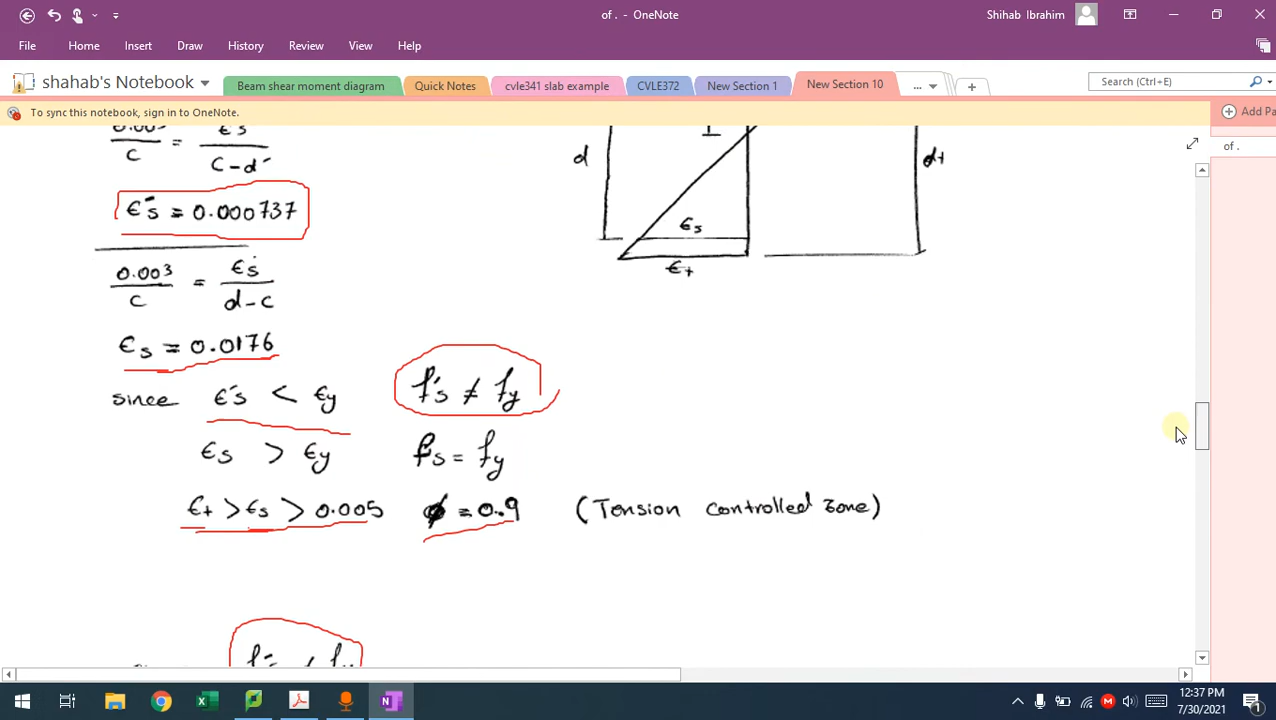 of . - OneNote
Shihab Ibrahim
File Home Insert Draw History Review View Help
shahab's Notebook
Beam shear moment diagram
Quick Notes
cvle341 slab example
CVLE372
New Section 1
New Section 10
...
Search (Ctrl+E)
To sync this notebook, sign in to OneNote.
Add Pa
of .
0.003/c = ϵ's/(c-d')
ϵ's = 0.000737
0.003/c = ϵs/(d-c)
ϵs = 0.0176
since ϵ's < ϵy f's ≠ fy
ϵs > ϵy fs = fy
ϵt > ϵs > 0.005 ϕ = 0.9 (Tension controlled zone)
d
dt
ϵs
ϵt
12:37 PM
7/30/2021